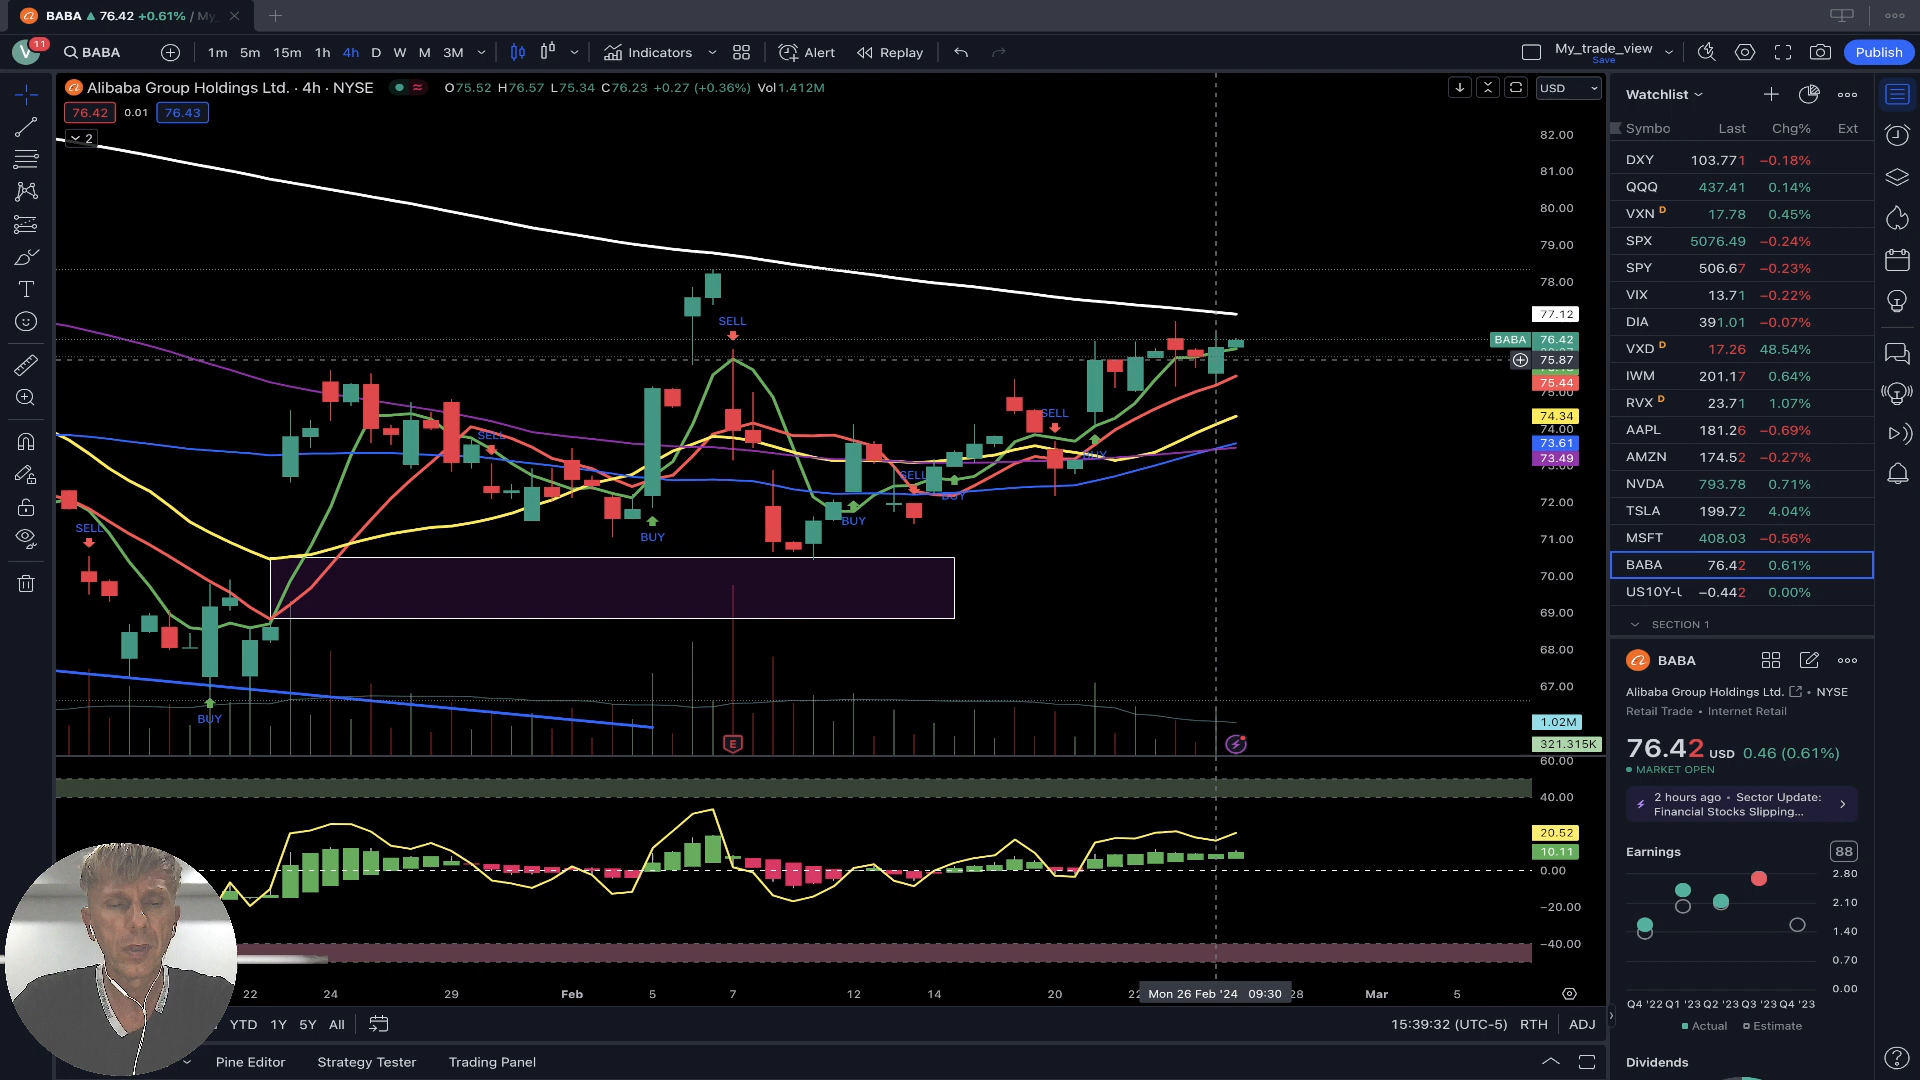 BABA ▲ 76.42 +0.61% / My_
V 11 BABA 1m 5m 15m 1h 4h D W M 3M Indicators Alert Replay My_trade_view Save Publish
Alibaba Group Holdings Ltd. · 4h · NYSE O75.52 H76.57 L75.34 C76.23 +0.27 (+0.36%) Vol1.412M
76.42 0.01 76.43
2
USD
82.00
81.00
80.00
79.00
78.00
77.12
BABA 76.42
75.87
75.44
75.00
74.34
74.00
73.61
73.49
72.00
71.00
70.00
69.00
68.00
67.00
1.02M
321.315K
60.00
40.00
20.52
10.11
0.00
−20.00
−40.00
SELL
BUY
SELL
BUY
SELL
BUY
SELL
BUY
SELL
BUY
E
22 24 29 Feb 5 7 12 14 20 22 Mon 26 Feb '24 09:30 28 Mar 5
YTD 1Y 5Y All
15:39:32 (UTC-5) RTH ADJ
Pine Editor Strategy Tester Trading Panel
Watchlist
Symbo Last Chg% Ext
DXY 103.771 −0.18%
QQQ 437.41 0.14%
VXN D 17.78 0.45%
SPX 5076.49 −0.24%
SPY 506.67 −0.23%
VIX 13.71 −0.22%
DIA 391.01 −0.07%
VXD D 17.26 48.54%
IWM 201.17 0.64%
RVX D 23.71 1.07%
AAPL 181.26 −0.69%
AMZN 174.52 −0.27%
NVDA 793.78 0.71%
TSLA 199.72 4.04%
MSFT 408.03 −0.56%
BABA 76.42 0.61%
US10Y-U −0.442 0.00%
SECTION 1
BABA
Alibaba Group Holdings Ltd. • NYSE
Retail Trade • Internet Retail
76.42 USD 0.46 (0.61%)
MARKET OPEN
2 hours ago • Sector Update:
Financial Stocks Slipping...
Earnings 88
2.80
2.10
1.40
0.70
0.00
Q4 '22 Q1 '23 Q2 '23 Q3 '23 Q4 '23
Actual Estimate
Dividends